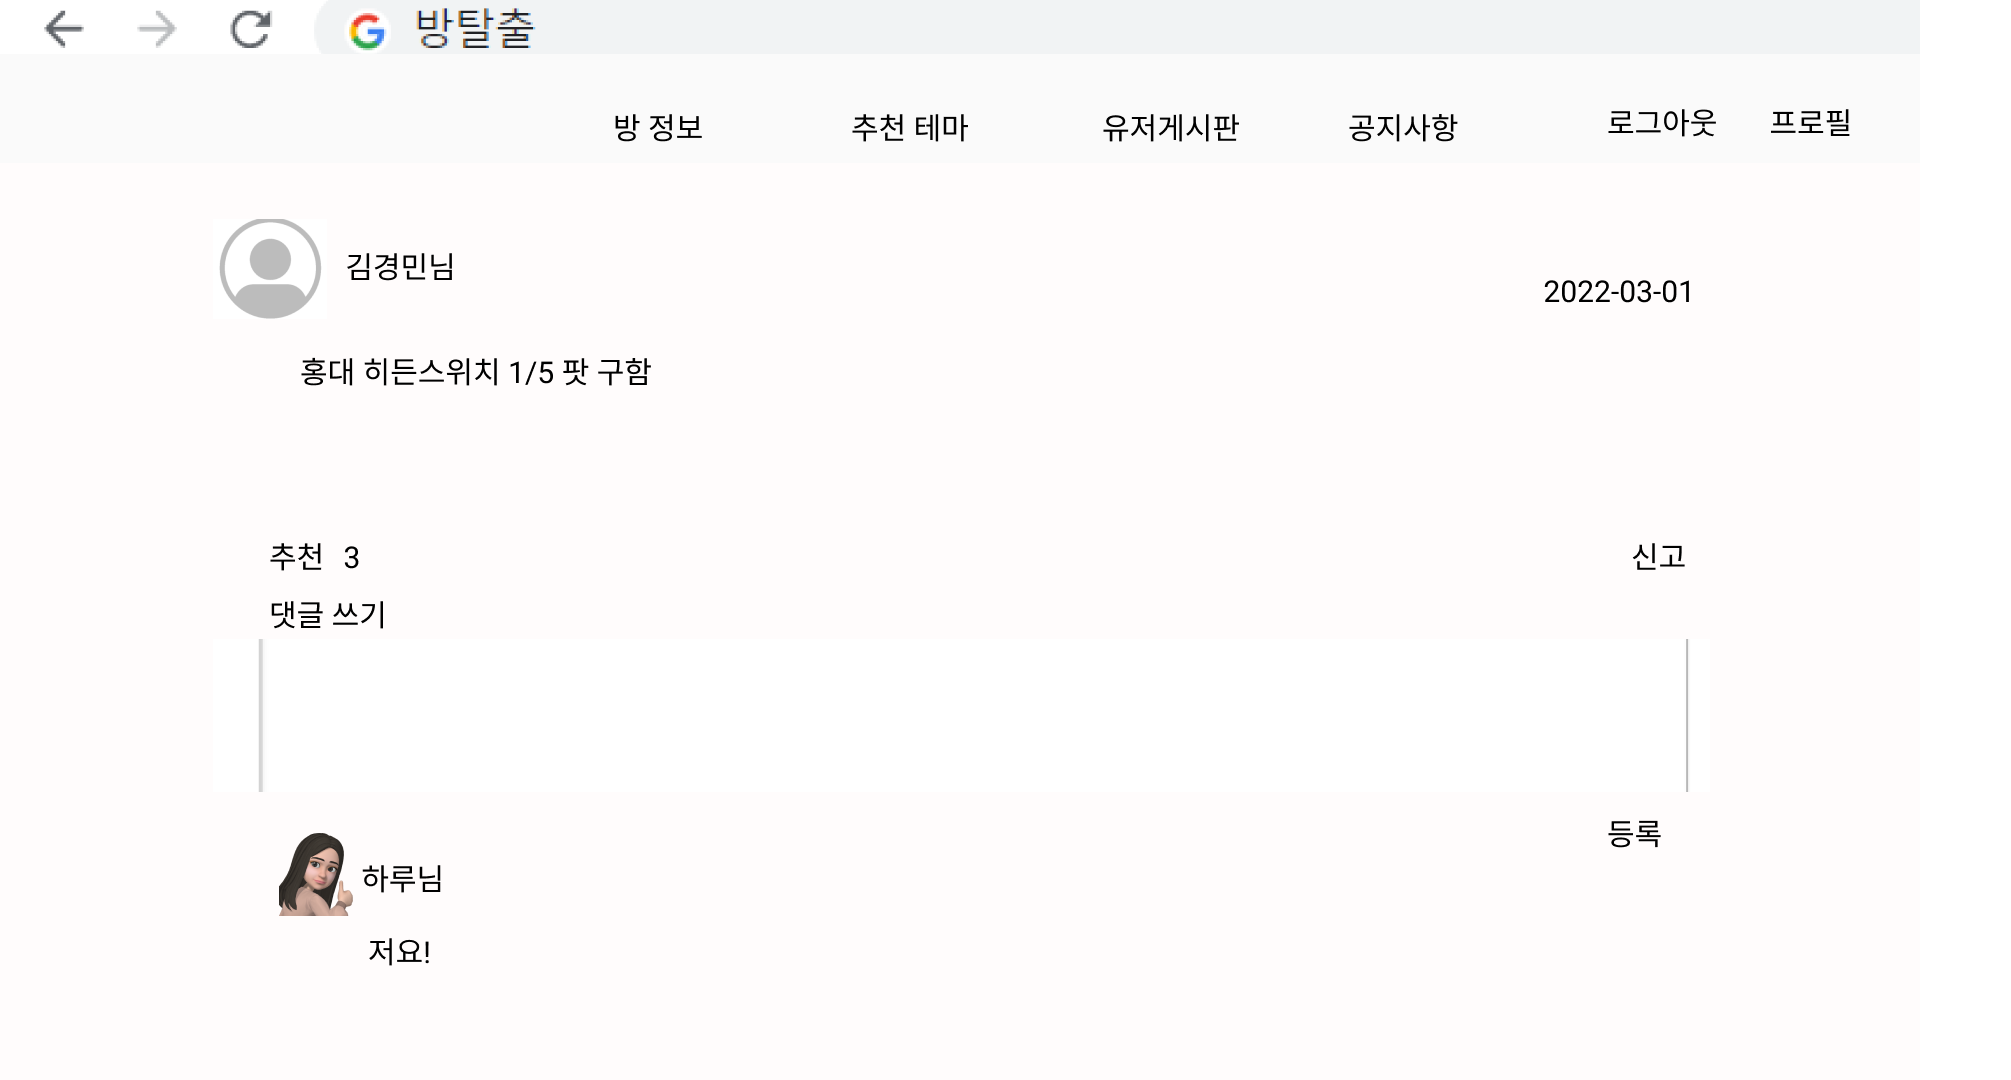 방탈출
방 정보 추천 테마 유저게시판 공지사항 로그아웃 프로필
김경민님
2022-03-01
홍대 히든스위치 1/5 팟 구함
추천 3 신고
댓글 쓰기
등록
하루님
저요!